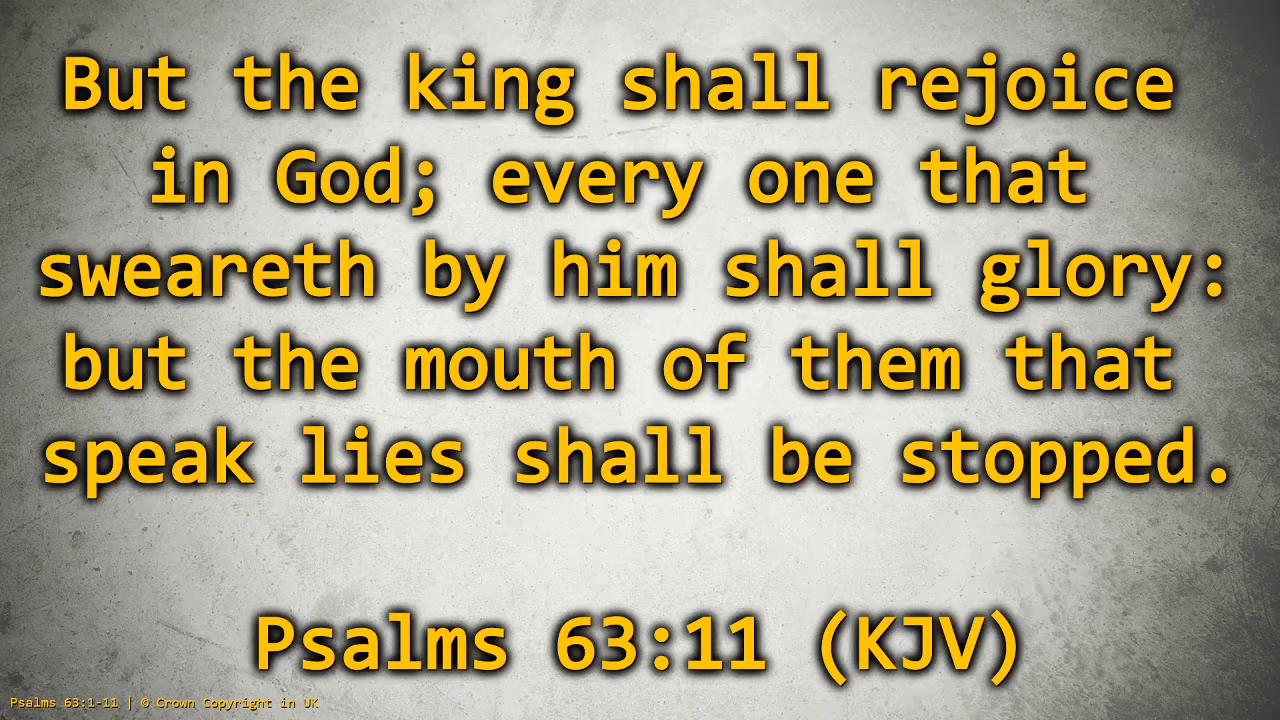 But the king shall rejoice
in God; every one that
sweareth by him shall glory:
but the mouth of them that
speak lies shall be stopped.
Psalms 63:11 (KJV)
Psalms 63:1-11 | © Crown Copyright in UK